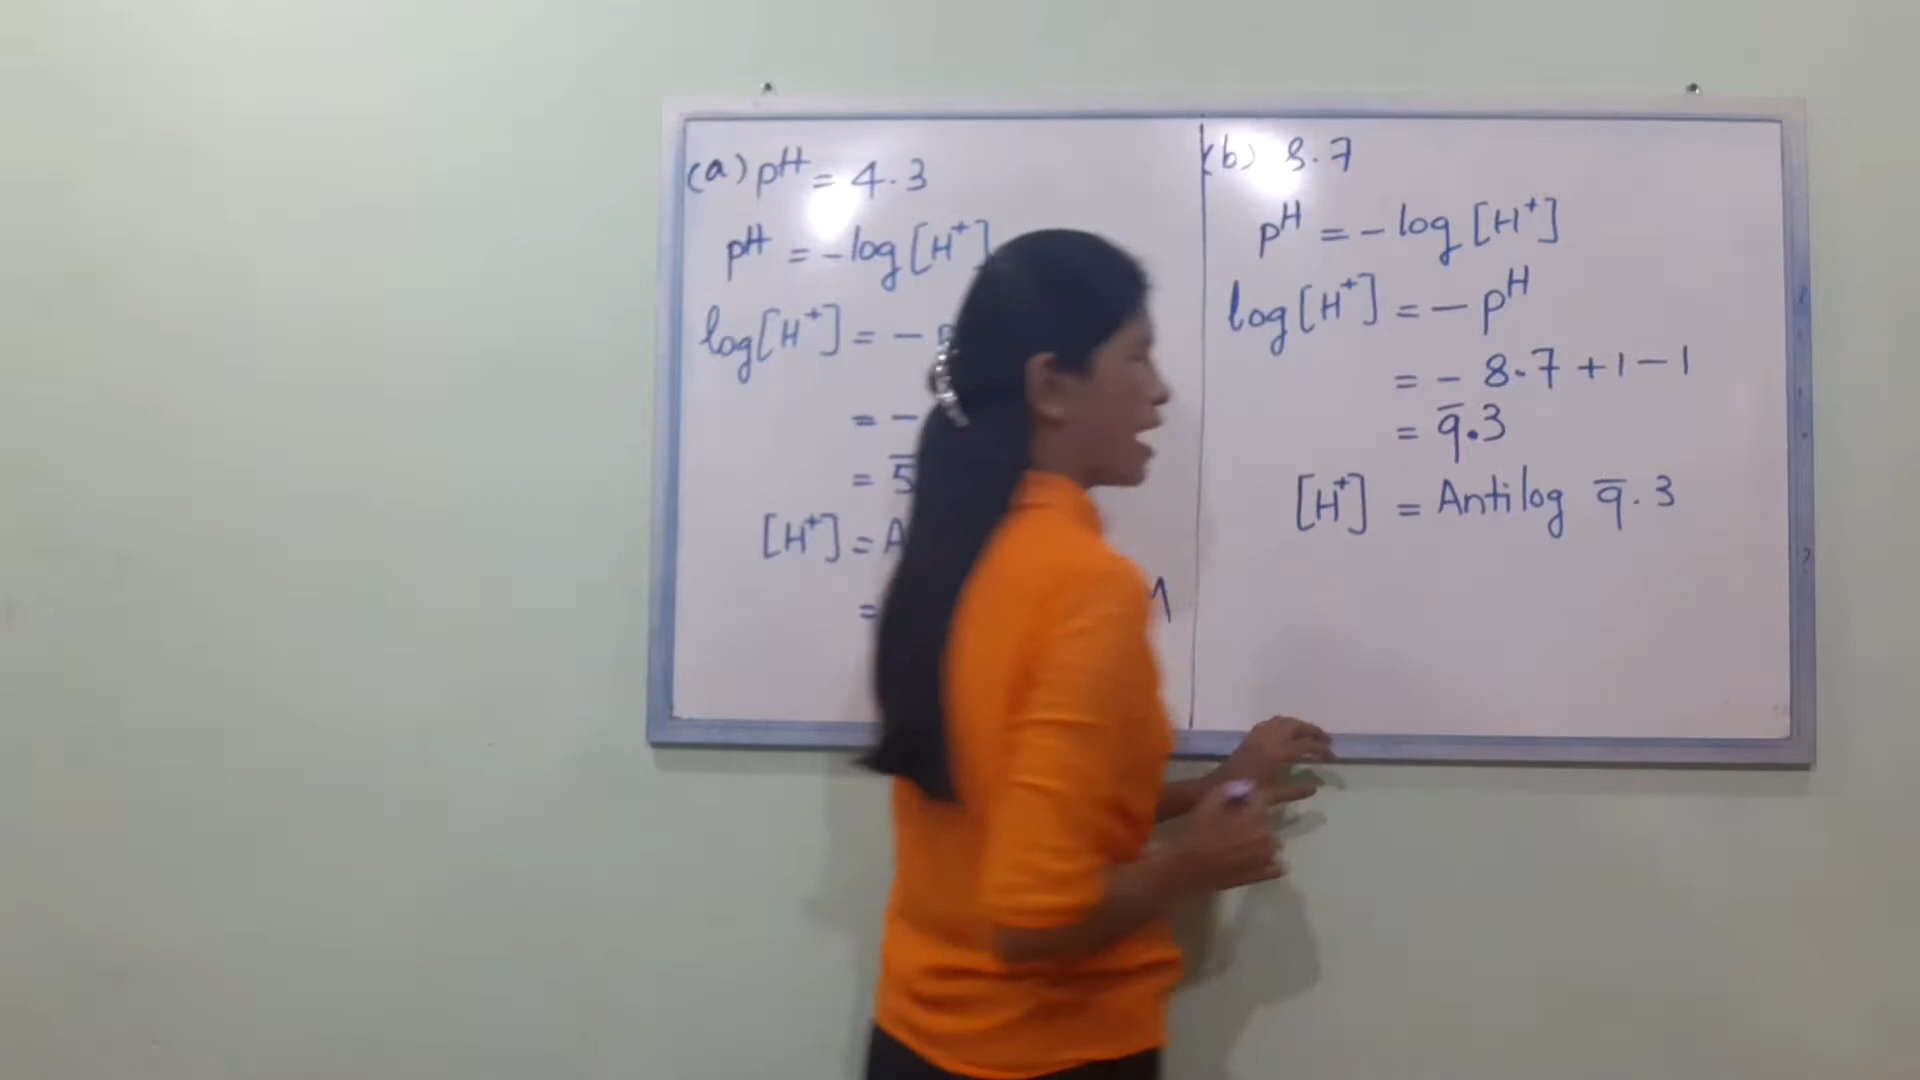 (a) pH = 4.3
pH = -log [H⁺]
log[H⁺] = -
= -
= 5̅
[H⁺] = A
=
(b) 8.7
pH = - log [H⁺]
log [H⁺] = - pH
= - 8.7 + 1 - 1
= 9̅.3
[H⁺] = Antilog 9̅.3